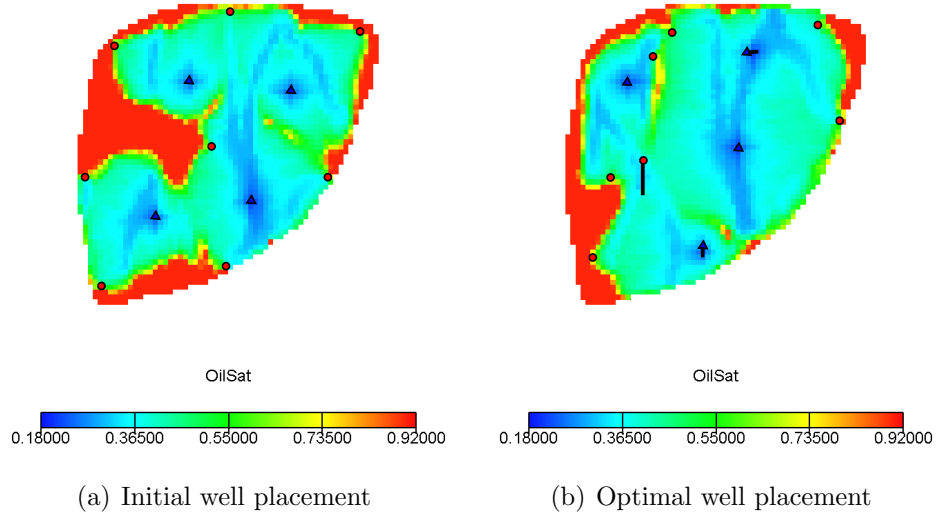 OilSat
0.18000 0.36500 0.55000 0.73500 0.92000
(a) Initial well placement
OilSat
0.18000 0.36500 0.55000 0.73500 0.92000
(b) Optimal well placement